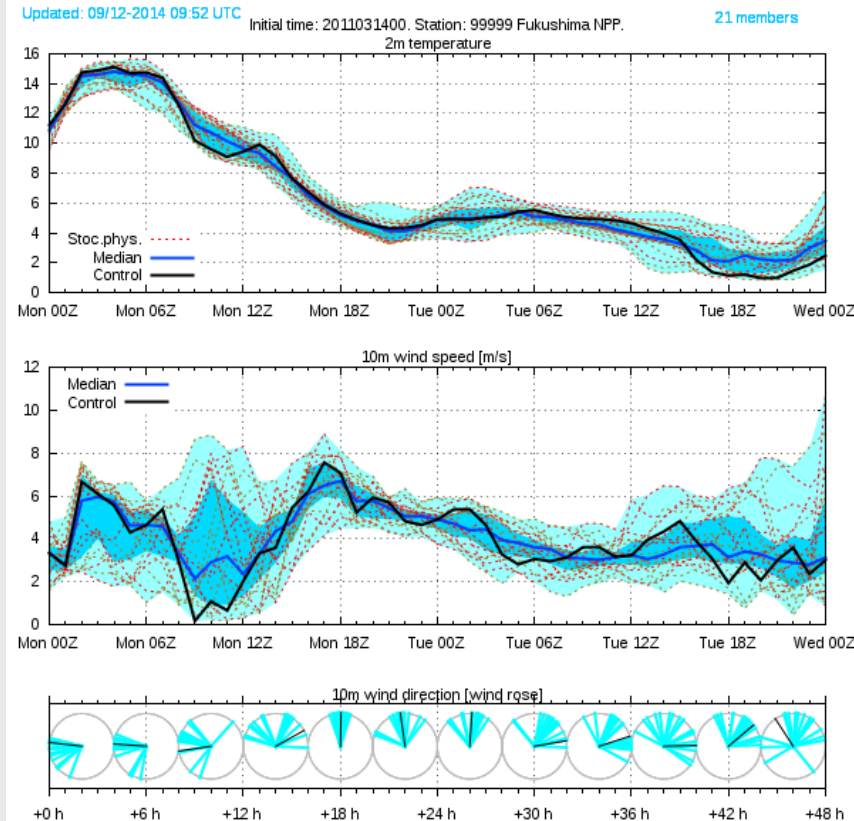 Updated: 09/12-2014 09:52 UTC
Initial time: 2011031400. Station: 99999 Fukushima NPP.
21 members
2m temperature
16
14
12
10
8
6
4
2
0
Stoc.phys.
Median
Control
Mon 00Z Mon 06Z Mon 12Z Mon 18Z Tue 00Z Tue 06Z Tue 12Z Tue 18Z Wed 00Z
10m wind speed [m/s]
12
10
8
6
4
2
0
Median
Control
Mon 00Z Mon 06Z Mon 12Z Mon 18Z Tue 00Z Tue 06Z Tue 12Z Tue 18Z Wed 00Z
10m wind direction [wind rose]
+0 h +6 h +12 h +18 h +24 h +30 h +36 h +42 h +48 h